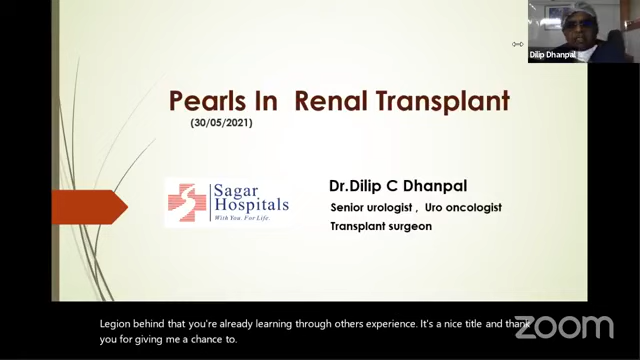 Dilip Dhanpal
Pearls In Renal Transplant
(30/05/2021)
Sagar
Hospitals
With You. For Life.
Dr.Dilip C Dhanpal
Senior urologist , Uro oncologist
Transplant surgeon
Legion behind that you're already learning through others experience. It's a nice title and thank
you for giving me a chance to.
zoom